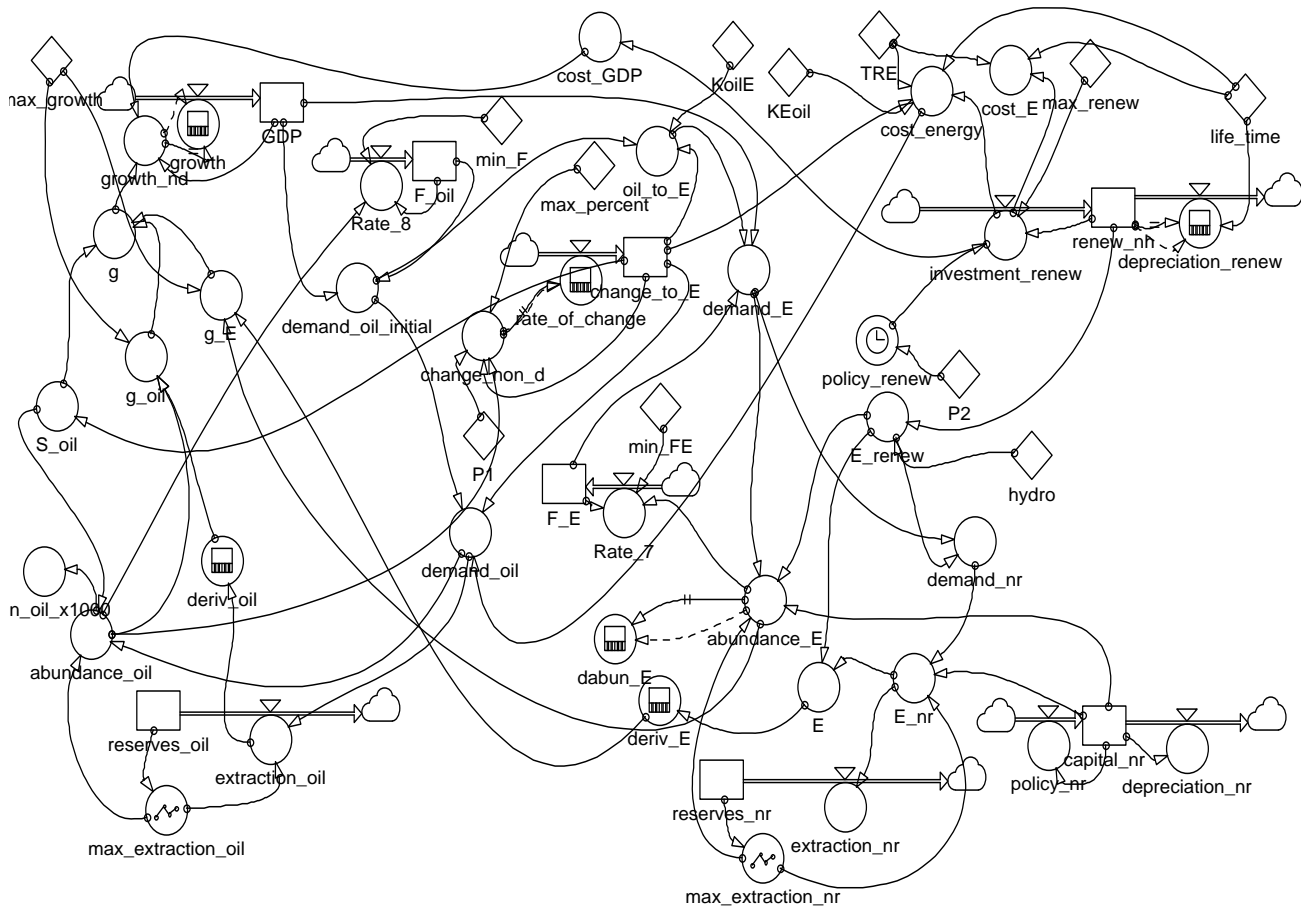 cost_GDP
KoilE
TRE
KEoil
cost_E
max_renew
max_growth
GDP
cost_energy
life_time
growth
growth_nd
min_F
F_oil
oil_to_E
max_percent
Rate_8
g
renew_nh
investment_renew
depreciation_renew
change_to_E
rate_of_change
demand_E
demand_oil_initial
g_E
change_non_d
policy_renew
g_oil
P2
S_oil
min_FE
E_renew
P1
hydro
F_E
Rate_7
demand_oil
demand_nr
deriv_oil
n_oil_x1000
abundance_E
abundance_oil
dabun_E
E
E_nr
deriv_E
reserves_oil
extraction_oil
capital_nr
policy_nr
depreciation_nr
reserves_nr
extraction_nr
max_extraction_oil
max_extraction_nr